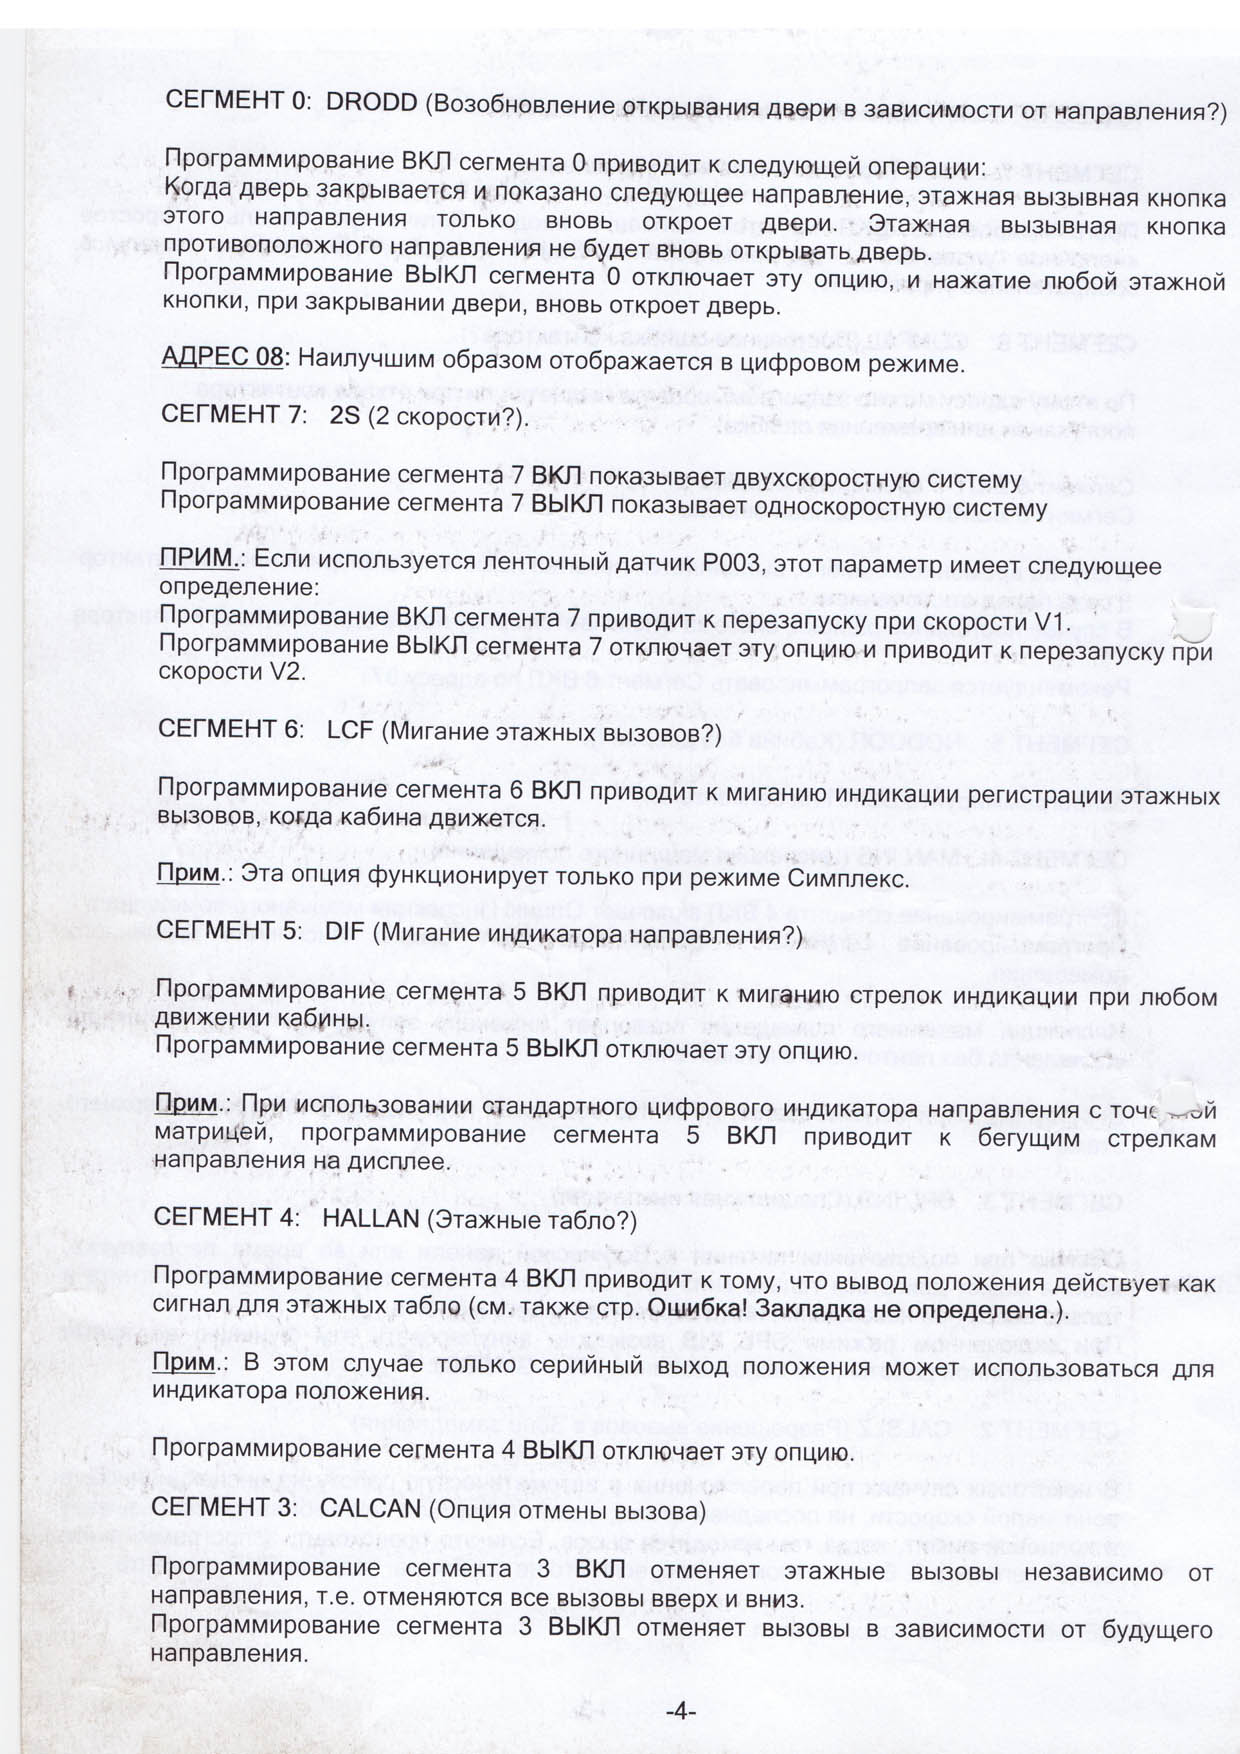 СЕГМЕНТ 0: DRODD (Возобновление открывания двери в зависимости от направления?)
Программирование ВКЛ сегмента 0 приводит к следующей операции:
Когда дверь закрывается и показано следующее направление, этажная вызывная кнопка
этого направления только вновь откроет двери. Этажная вызывная кнопка
противоположного направления не будет вновь открывать дверь.
Программирование ВЫКЛ сегмента 0 отключает эту опцию, и нажатие любой этажной
кнопки, при закрывании двери, вновь откроет дверь.
АДРЕС 08: Наилучшим образом отображается в цифровом режиме.
СЕГМЕНТ 7: 2S (2 скорости?).
Программирование сегмента 7 ВКЛ показывает двухскоростную систему
Программирование сегмента 7 ВЫКЛ показывает односкоростную систему
ПРИМ.: Если используется ленточный датчик P003, этот параметр имеет следующее
определение:
Программирование ВКЛ сегмента 7 приводит к перезапуску при скорости V1.
Программирование ВЫКЛ сегмента 7 отключает эту опцию и приводит к перезапуску при
скорости V2.
СЕГМЕНТ 6: LCF (Мигание этажных вызовов?)
Программирование сегмента 6 ВКЛ приводит к миганию индикации регистрации этажных
вызовов, когда кабина движется.
Прим.: Эта опция функционирует только при режиме Симплекс.
СЕГМЕНТ 5: DIF (Мигание индикатора направления?)
Программирование сегмента 5 ВКЛ приводит к миганию стрелок индикации при любом
движении кабины.
Программирование сегмента 5 ВЫКЛ отключает эту опцию.
Прим.: При использовании стандартного цифрового индикатора направления с точечной
матрицей, программирование сегмента 5 ВКЛ приводит к бегущим стрелкам
направления на дисплее.
СЕГМЕНТ 4: HALLAN (Этажные табло?)
Программирование сегмента 4 ВКЛ приводит к тому, что вывод положения действует как
сигнал для этажных табло (см. также стр. Ошибка! Закладка не определена.).
Прим.: В этом случае только серийный выход положения может использоваться для
индикатора положения.
Программирование сегмента 4 ВЫКЛ отключает эту опцию.
СЕГМЕНТ 3: CALCAN (Опция отмены вызова)
Программирование сегмента 3 ВКЛ отменяет этажные вызовы независимо от
направления, т.е. отменяются все вызовы вверх и вниз.
Программирование сегмента 3 ВЫКЛ отменяет вызовы в зависимости от будущего
направления.
-4-